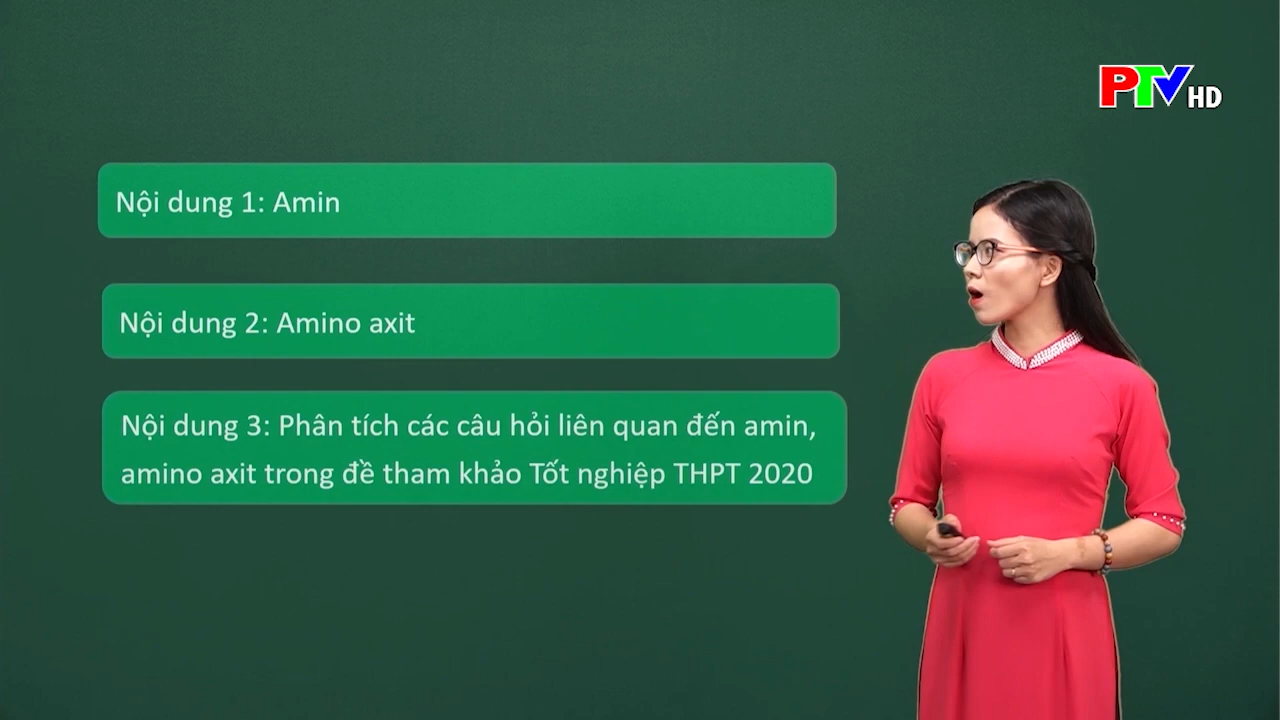 PTV HD
Nội dung 1: Amin
Nội dung 2: Amino axit
Nội dung 3: Phân tích các câu hỏi liên quan đến amin,
amino axit trong đề tham khảo Tốt nghiệp THPT 2020